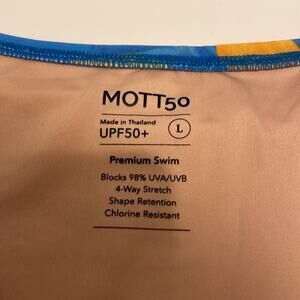 MOTT50
Made in Thailand
UPF50+ L
Premium Swim
Blocks 98% UVA/UVB
4-Way Stretch
Shape Retention
Chlorine Resistant